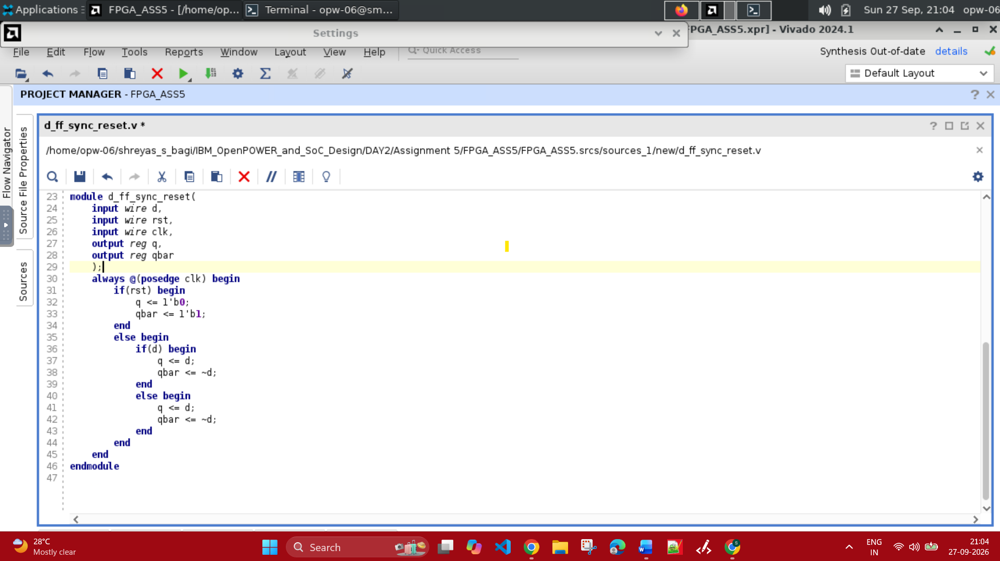 Applications
FPGA_ASS5 - [/home/op...
Terminal - opw-06@sm...
Sun 27 Sep, 21:04
opw-06
Settings
PGA_ASS5.xpr] - Vivado 2024.1
File
Edit
Flow
Tools
Reports
Window
Layout
View
Help
Quick Access
Synthesis Out-of-date
details
Default Layout
PROJECT MANAGER - FPGA_ASS5
Flow Navigator
Source File Properties
Sources
d_ff_sync_reset.v *
/home/opw-06/shreyas_s_bagi/IBM_OpenPOWER_and_SoC_Design/DAY2/Assignment 5/FPGA_ASS5/FPGA_ASS5.srcs/sources_1/new/d_ff_sync_reset.v
23 module d_ff_sync_reset(
24 input wire d,
25 input wire rst,
26 input wire clk,
27 output reg q,
28 output reg qbar
29 );
30 always @(posedge clk) begin
31 if(rst) begin
32 q <= 1'b0;
33 qbar <= 1'b1;
34 end
35 else begin
36 if(d) begin
37 q <= d;
38 qbar <= ~d;
39 end
40 else begin
41 q <= d;
42 qbar <= ~d;
43 end
44 end
45 end
46 endmodule
47
28°C
Mostly clear
Search
ENG
IN
21:04
27-09-2026